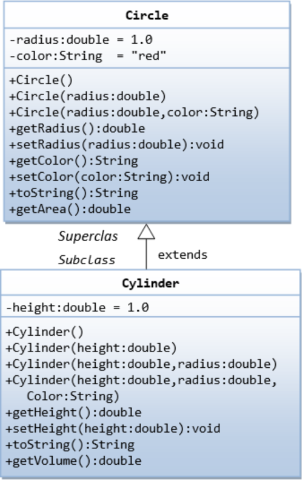 Circle
-radius:double = 1.0
-color:String = "red"
+Circle()
+Circle(radius:double)
+Circle(radius:double,color:String)
+getRadius():double
+setRadius(radius:double):void
+getColor():String
+setColor(color:String):void
+toString():String
+getArea():double
Superclas
Subclass
extends
Cylinder
-height:double = 1.0
+Cylinder()
+Cylinder(height:double)
+Cylinder(height:double,radius:double)
+Cylinder(height:double,radius:double,
Color:String)
+getHeight():double
+setHeight(height:double):void
+toString():String
+getVolume():double